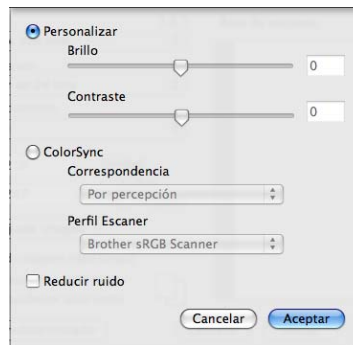 Personalizar
Brillo
0
Contraste
0
ColorSync
Correspondencia
Por percepción
Perfil Escaner
Brother sRGB Scanner
Reducir ruido
Cancelar Aceptar